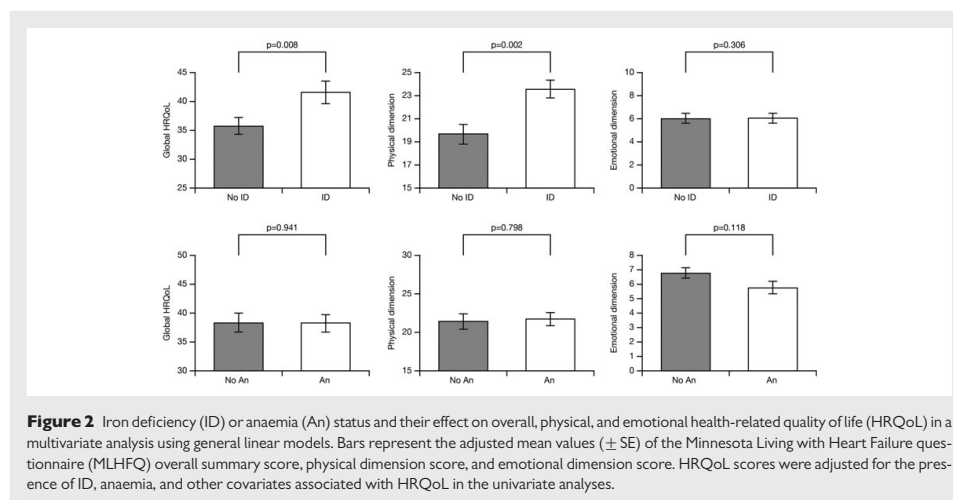 p=0.008
45
40
35
30
25
Global HRQoL
No ID
ID
p=0.002
25
23
21
19
17
15
Physical dimension
No ID
ID
p=0.306
10
8
6
4
2
0
Emotional dimension
No ID
ID
p=0.941
50
45
40
35
30
Global HRQoL
No An
An
p=0.798
30
25
20
15
Physical dimension
No An
An
p=0.118
8
7
6
5
4
3
2
1
0
Emotional dimension
No An
An
Figure 2 Iron deficiency (ID) or anaemia (An) status and their effect on overall, physical, and emotional health-related quality of life (HRQoL) in a
multivariate analysis using general linear models. Bars represent the adjusted mean values (± SE) of the Minnesota Living with Heart Failure ques-
tionnaire (MLHFQ) overall summary score, physical dimension score, and emotional dimension score. HRQoL scores were adjusted for the pres-
ence of ID, anaemia, and other covariates associated with HRQoL in the univariate analyses.